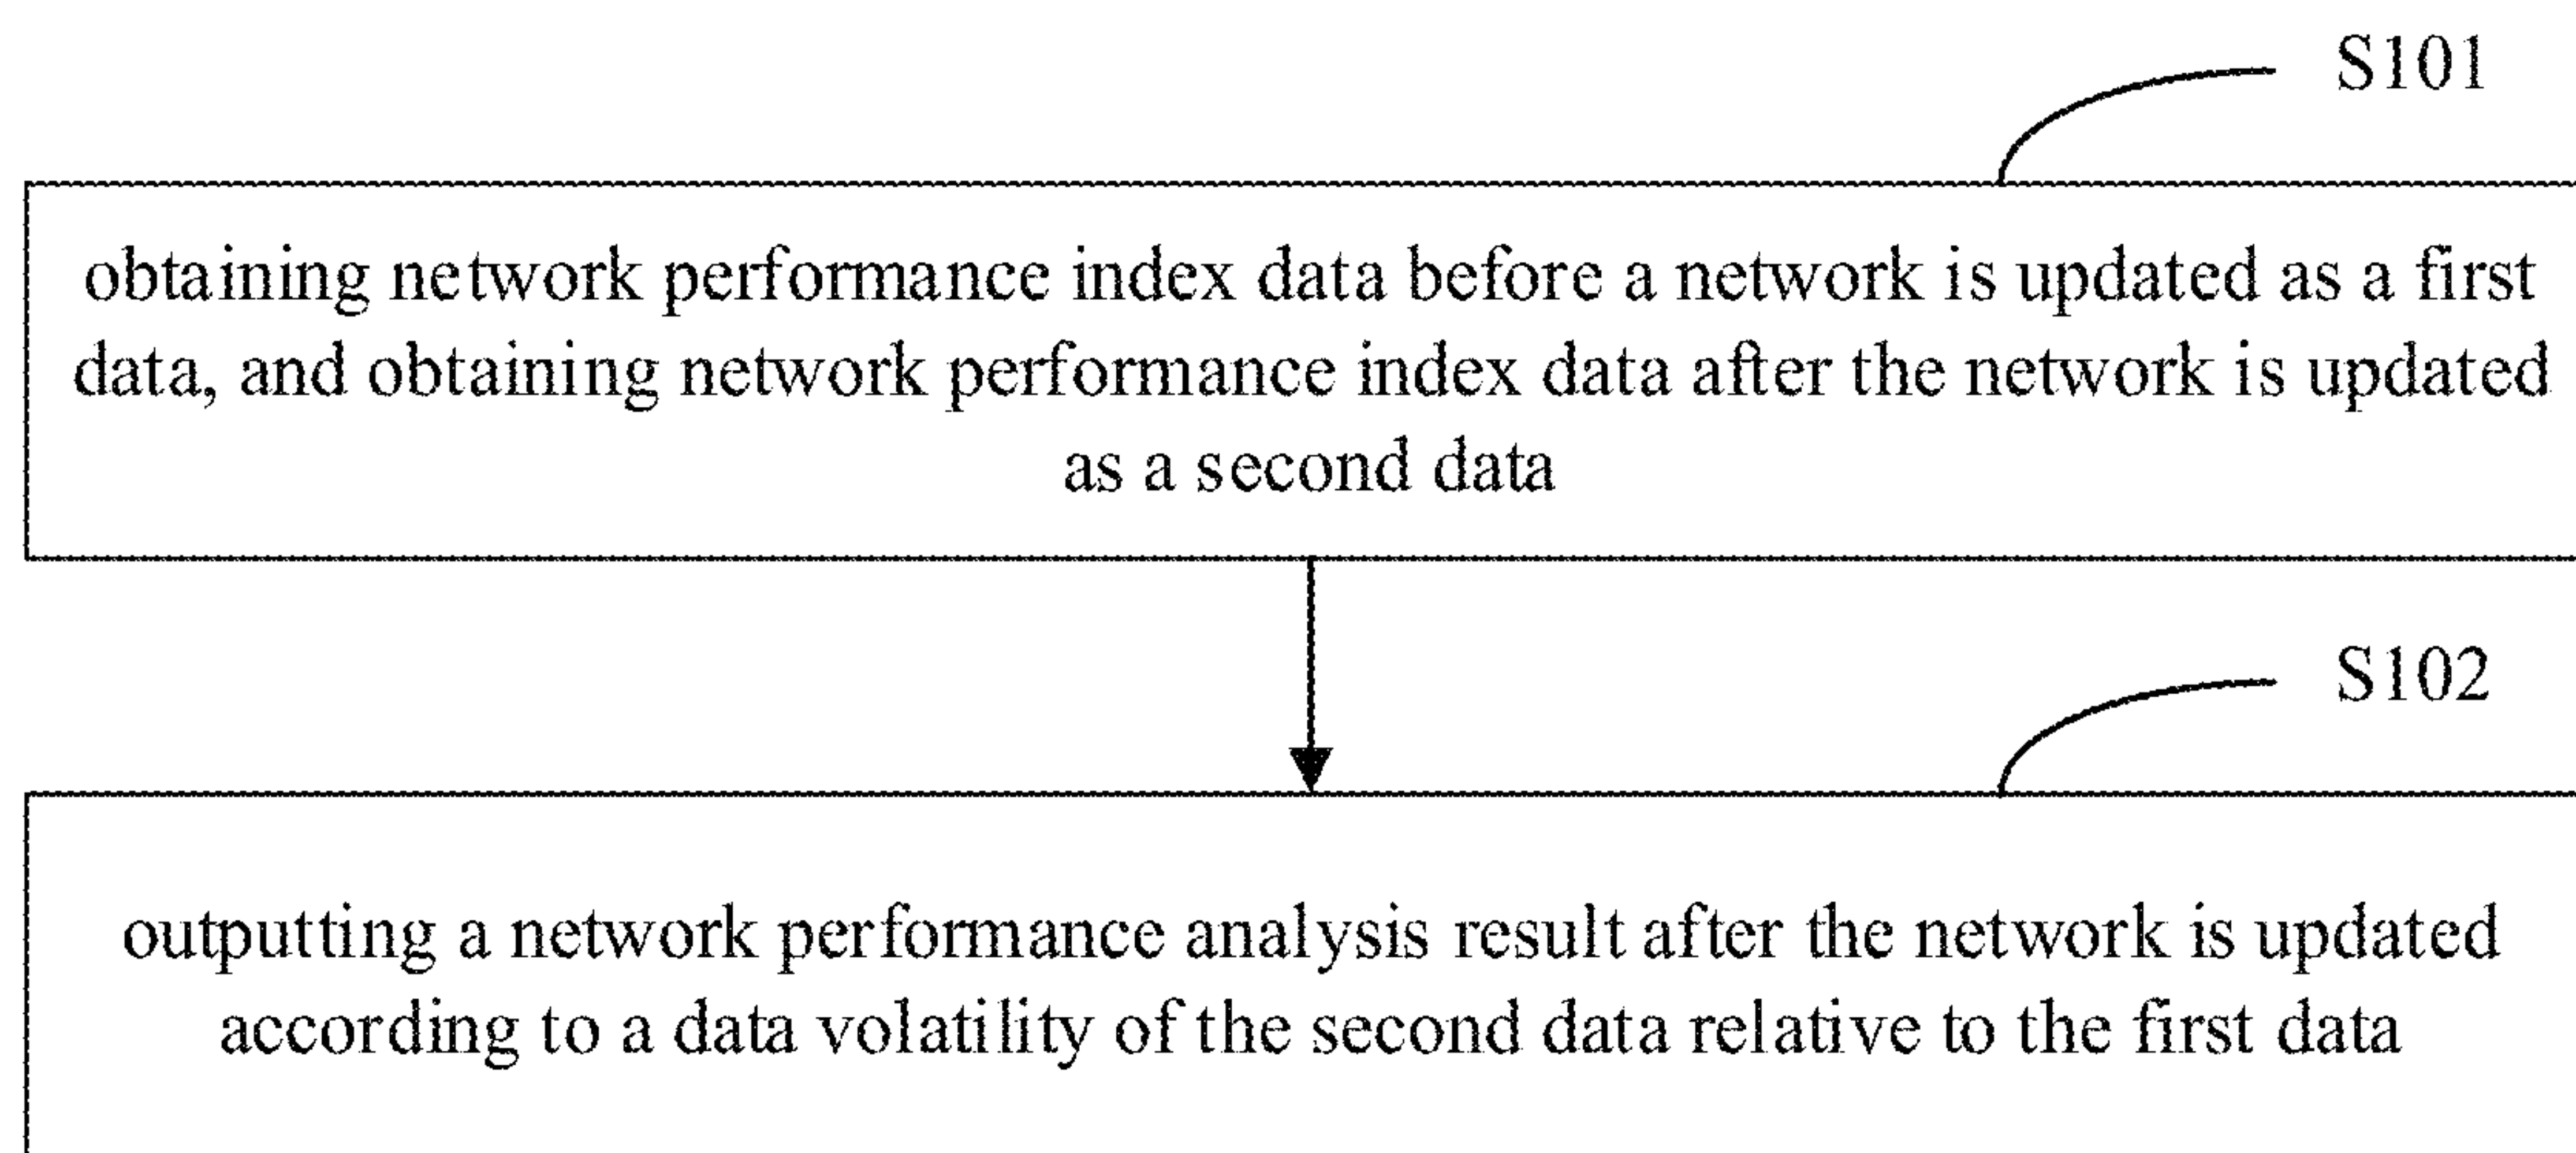 S101
obtaining network performance index data before a network is updated as a first
data, and obtaining network performance index data after the network is updated
as a second data
S102
outputting a network performance analysis result after the network is updated
according to a data volatility of the second data relative to the first data